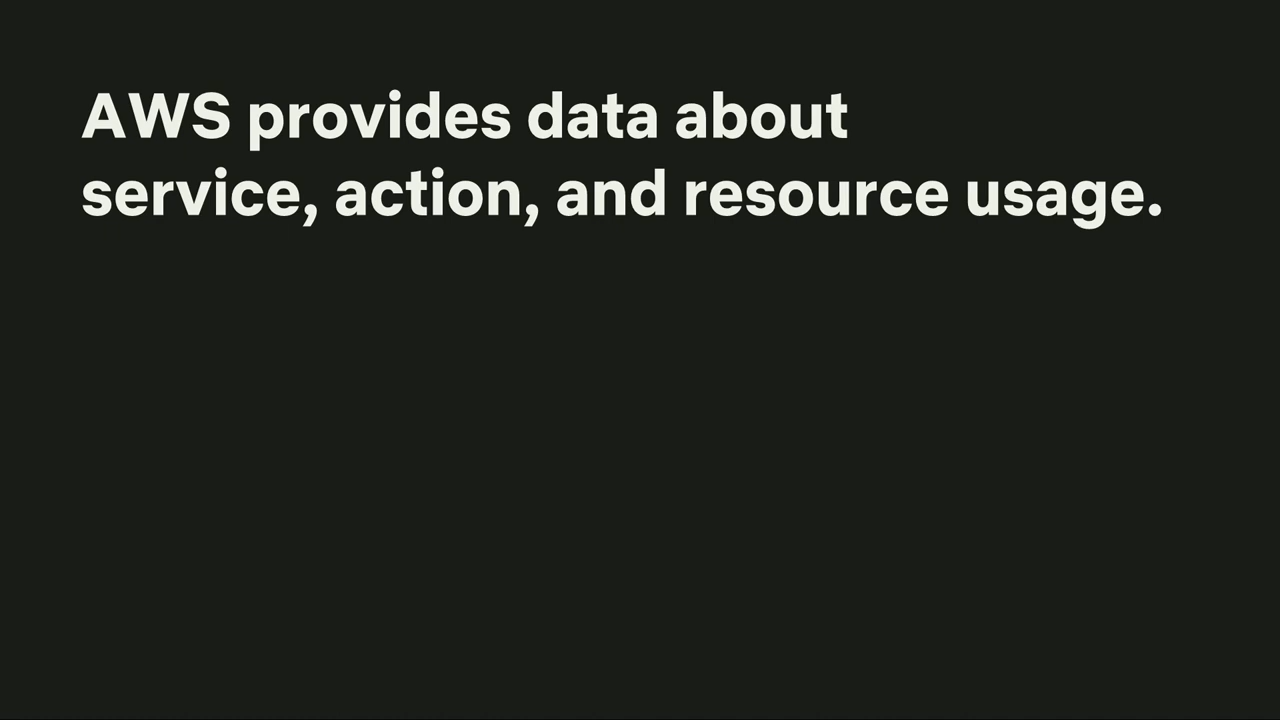 AWS provides data about
service, action, and resource usage.